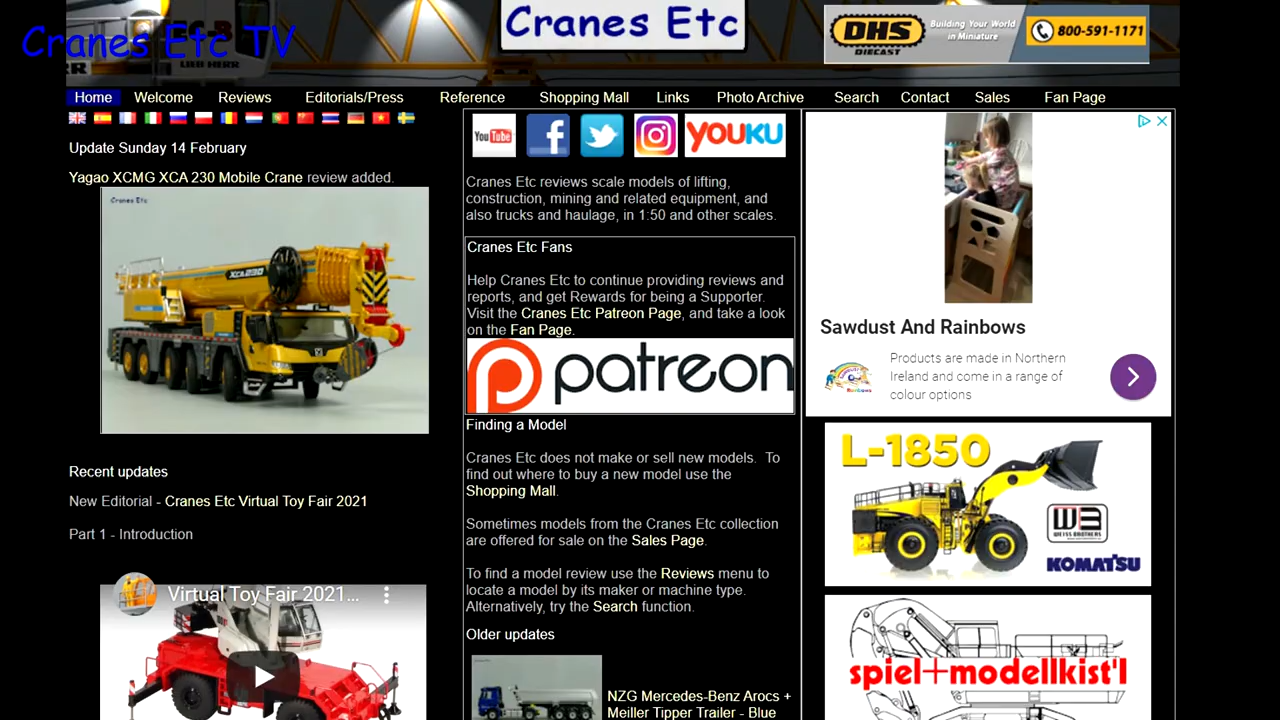 Cranes Etc TV
LIEBHERR
Cranes Etc
DHS
DIECAST
Building Your World
in Miniature
800-591-1171
Home Welcome Reviews Editorials/Press Reference Shopping Mall Links Photo Archive Search Contact Sales Fan Page
Update Sunday 14 February
Yagao XCMG XCA 230 Mobile Crane review added.
Cranes Etc
XCA230
Recent updates
New Editorial - Cranes Etc Virtual Toy Fair 2021
Part 1 - Introduction
Virtual Toy Fair 2021...
You Tube
YOUKU
Cranes Etc reviews scale models of lifting,
construction, mining and related equipment, and
also trucks and haulage, in 1:50 and other scales.
Cranes Etc Fans
Help Cranes Etc to continue providing reviews and
reports, and get Rewards for being a Supporter.
Visit the Cranes Etc Patreon Page, and take a look
on the Fan Page.
patreon
Finding a Model
Cranes Etc does not make or sell new models. To
find out where to buy a new model use the
Shopping Mall.
Sometimes models from the Cranes Etc collection
are offered for sale on the Sales Page.
To find a model review use the Reviews menu to
locate a model by its maker or machine type.
Alternatively, try the Search function.
Older updates
NZG Mercedes-Benz Arocs +
Meiller Tipper Trailer - Blue
Sawdust And Rainbows
Products are made in Northern
Ireland and come in a range of
colour options
L-1850
WEISS BROTHERS
KOMATSU
spiel+modellkist'l